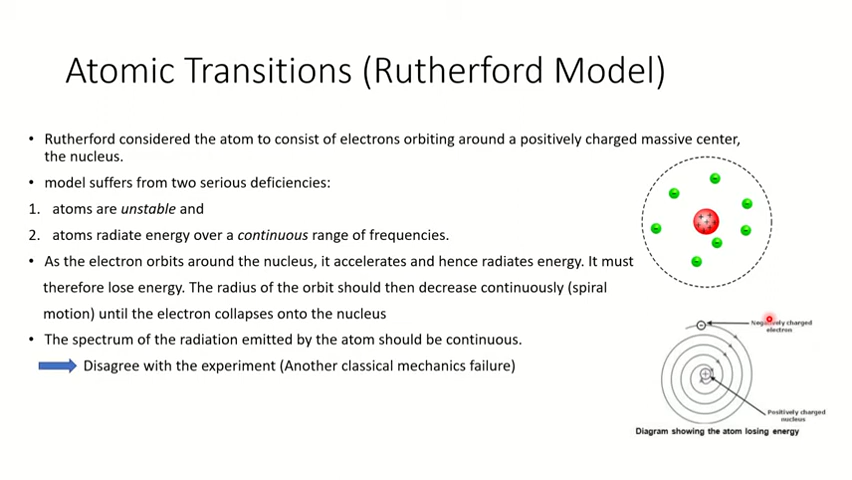 Atomic Transitions (Rutherford Model)
• Rutherford considered the atom to consist of electrons orbiting around a positively charged massive center,
the nucleus.
• model suffers from two serious deficiencies:
1. atoms are unstable and
2. atoms radiate energy over a continuous range of frequencies.
• As the electron orbits around the nucleus, it accelerates and hence radiates energy. It must
therefore lose energy. The radius of the orbit should then decrease continuously (spiral
motion) until the electron collapses onto the nucleus
• The spectrum of the radiation emitted by the atom should be continuous.
Disagree with the experiment (Another classical mechanics failure)
Negatively charged
electron
Positively charged
nucleus
Diagram showing the atom losing energy